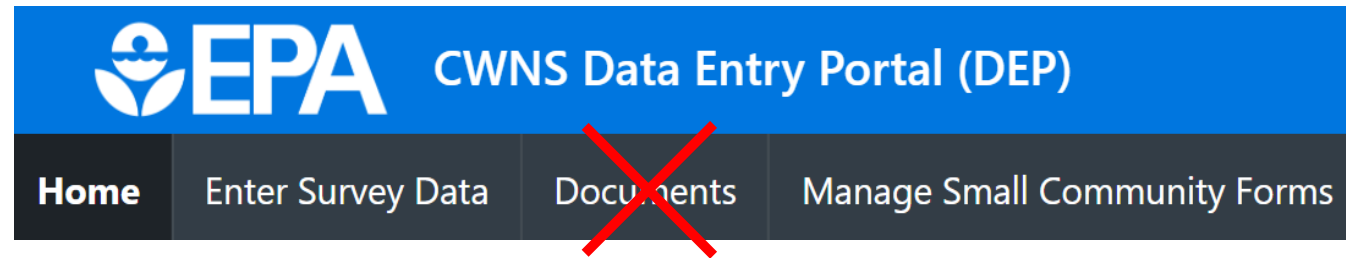 EPA CWNS Data Entry Portal (DEP)
Home Enter Survey Data Documents Manage Small Community Forms